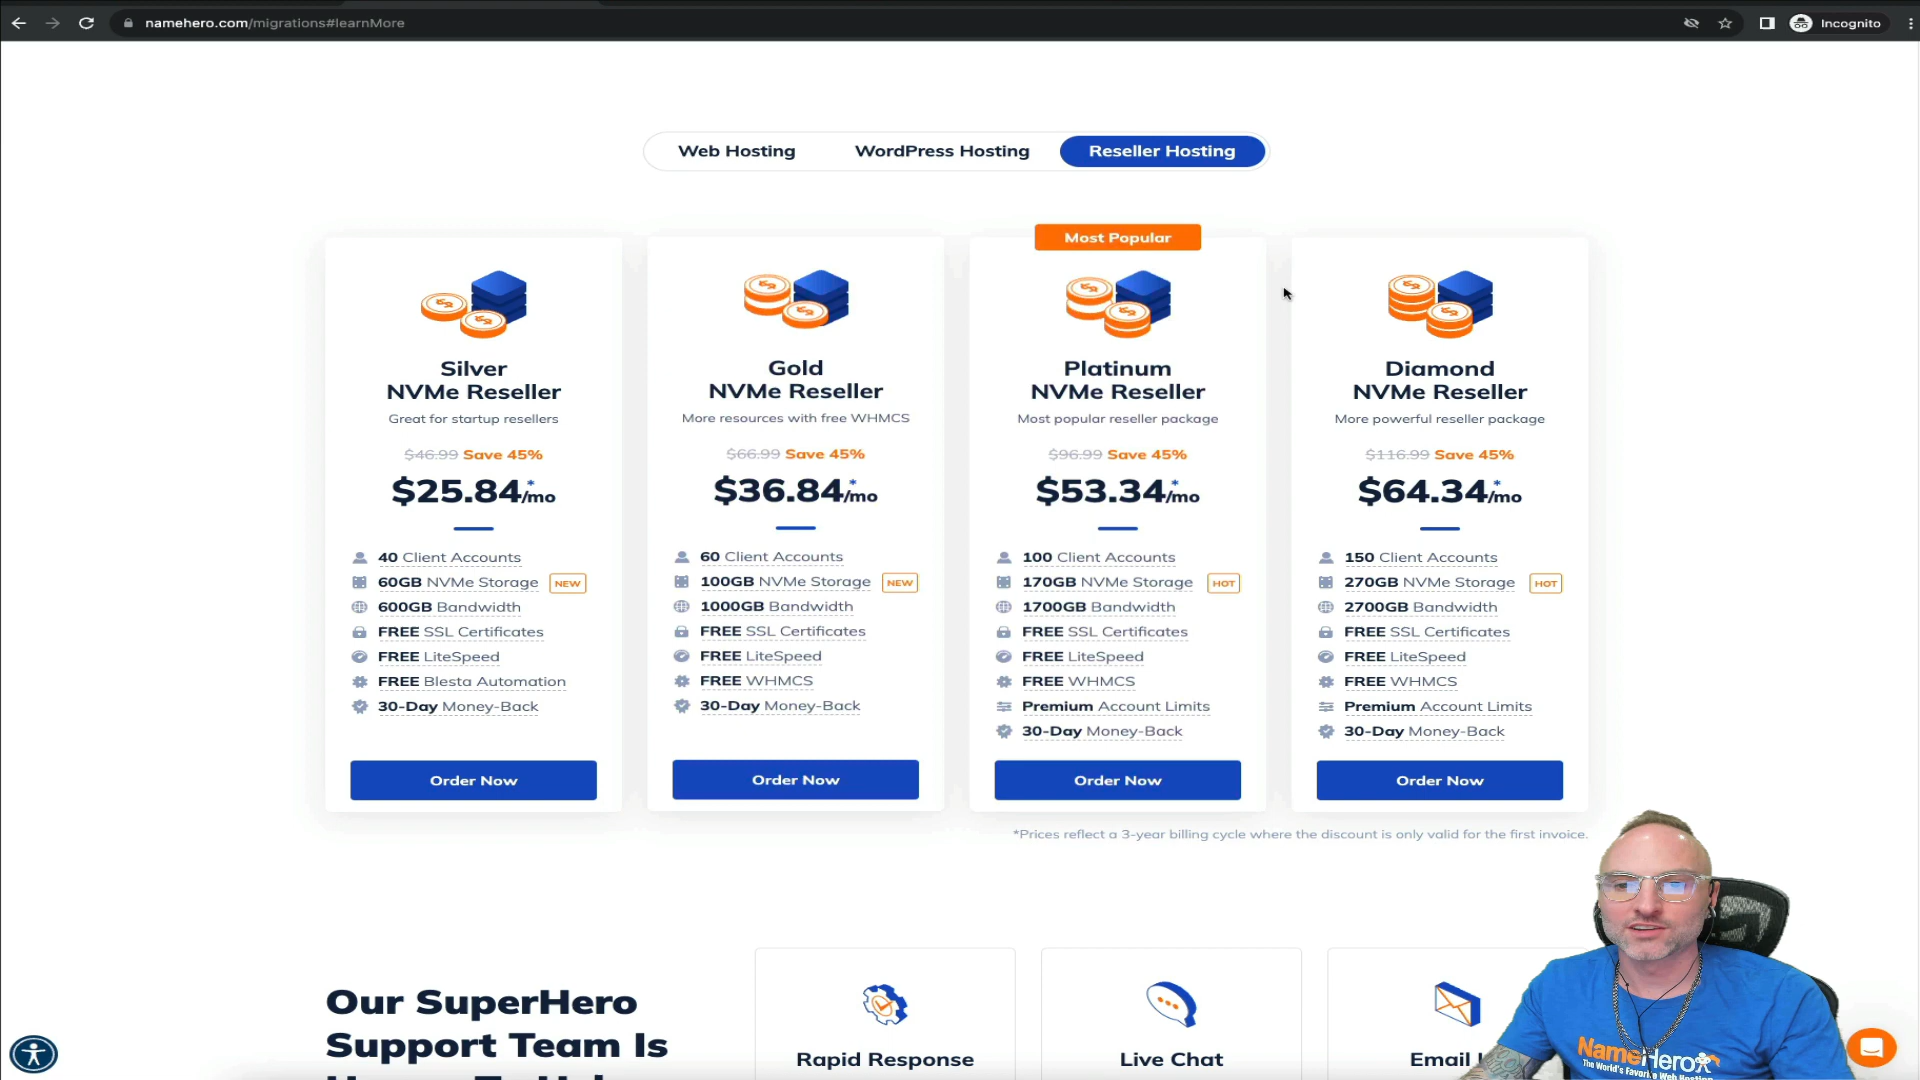 namehero.com/migrations#learnMore
Incognito
Web Hosting
WordPress Hosting
Reseller Hosting
Silver
NVMe Reseller
Great for startup resellers
$46.99 Save 45%
$25.84/mo*
40 Client Accounts
60GB NVMe Storage NEW
600GB Bandwidth
FREE SSL Certificates
FREE LiteSpeed
FREE Blesta Automation
30-Day Money-Back
Order Now
Gold
NVMe Reseller
More resources with free WHMCS
$66.99 Save 45%
$36.84/mo*
60 Client Accounts
100GB NVMe Storage NEW
1000GB Bandwidth
FREE SSL Certificates
FREE LiteSpeed
FREE WHMCS
30-Day Money-Back
Order Now
Most Popular
Platinum
NVMe Reseller
Most popular reseller package
$96.99 Save 45%
$53.34/mo*
100 Client Accounts
170GB NVMe Storage HOT
1700GB Bandwidth
FREE SSL Certificates
FREE LiteSpeed
FREE WHMCS
Premium Account Limits
30-Day Money-Back
Order Now
Diamond
NVMe Reseller
More powerful reseller package
$116.99 Save 45%
$64.34/mo*
150 Client Accounts
270GB NVMe Storage HOT
2700GB Bandwidth
FREE SSL Certificates
FREE LiteSpeed
FREE WHMCS
Premium Account Limits
30-Day Money-Back
Order Now
*Prices reflect a 3-year billing cycle where the discount is only valid for the first invoice.
Our SuperHero
Support Team Is
Rapid Response
Live Chat
Email
NameHero
The World's Favorite Web Hosting